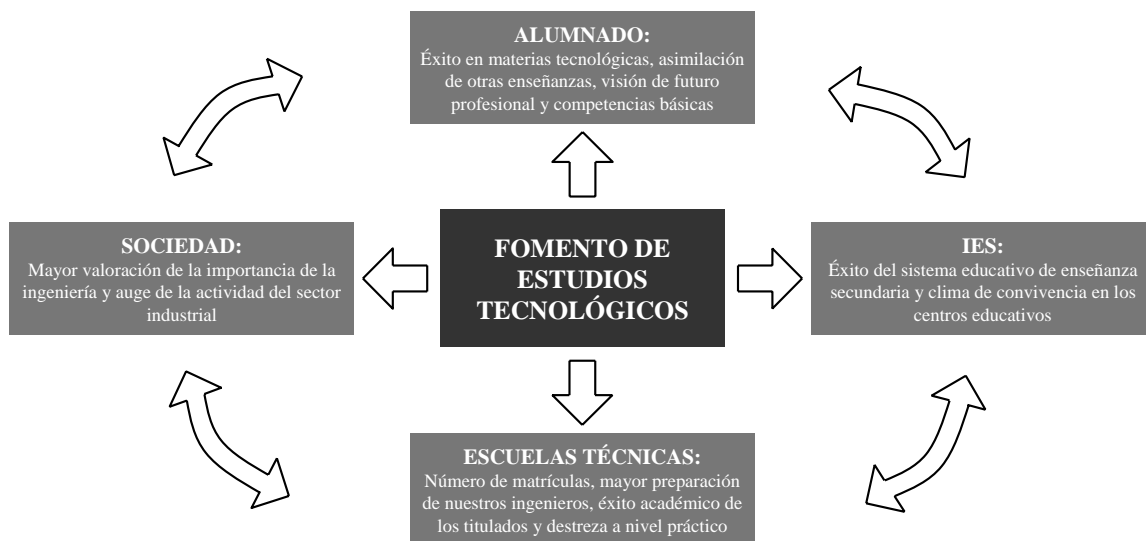 ALUMNADO:
Éxito en materias tecnológicas, asimilación
de otras enseñanzas, visión de futuro
profesional y competencias básicas
SOCIEDAD:
Mayor valoración de la importancia de la
ingeniería y auge de la actividad del sector
industrial
FOMENTO DE
ESTUDIOS
TECNOLÓGICOS
IES:
Éxito del sistema educativo de enseñanza
secundaria y clima de convivencia en los
centros educativos
ESCUELAS TÉCNICAS:
Número de matrículas, mayor preparación
de nuestros ingenieros, éxito académico de
los titulados y destreza a nivel práctico